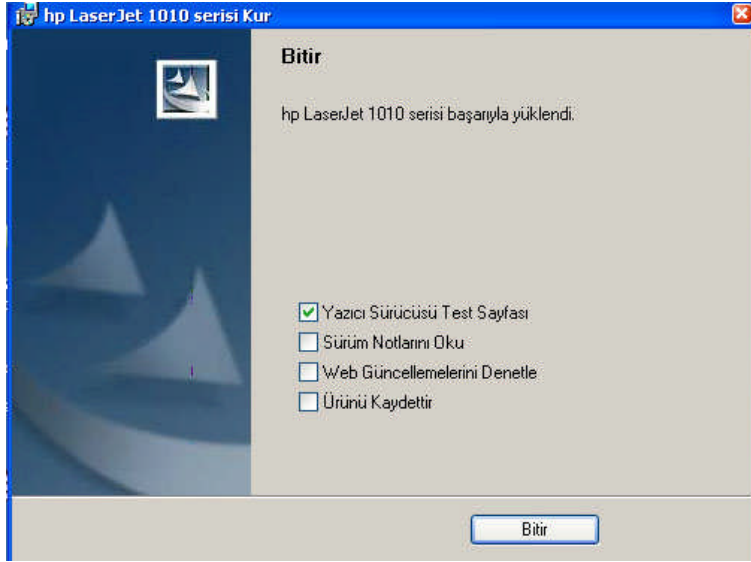 hp LaserJet 1010 serisi Kur
Bitir
hp LaserJet 1010 serisi başarıyla yüklendi.
Yazıcı Sürücüsü Test Sayfası
Sürüm Notlarını Oku
Web Güncellemelerini Denetle
Ürünü Kaydettir
Bitir